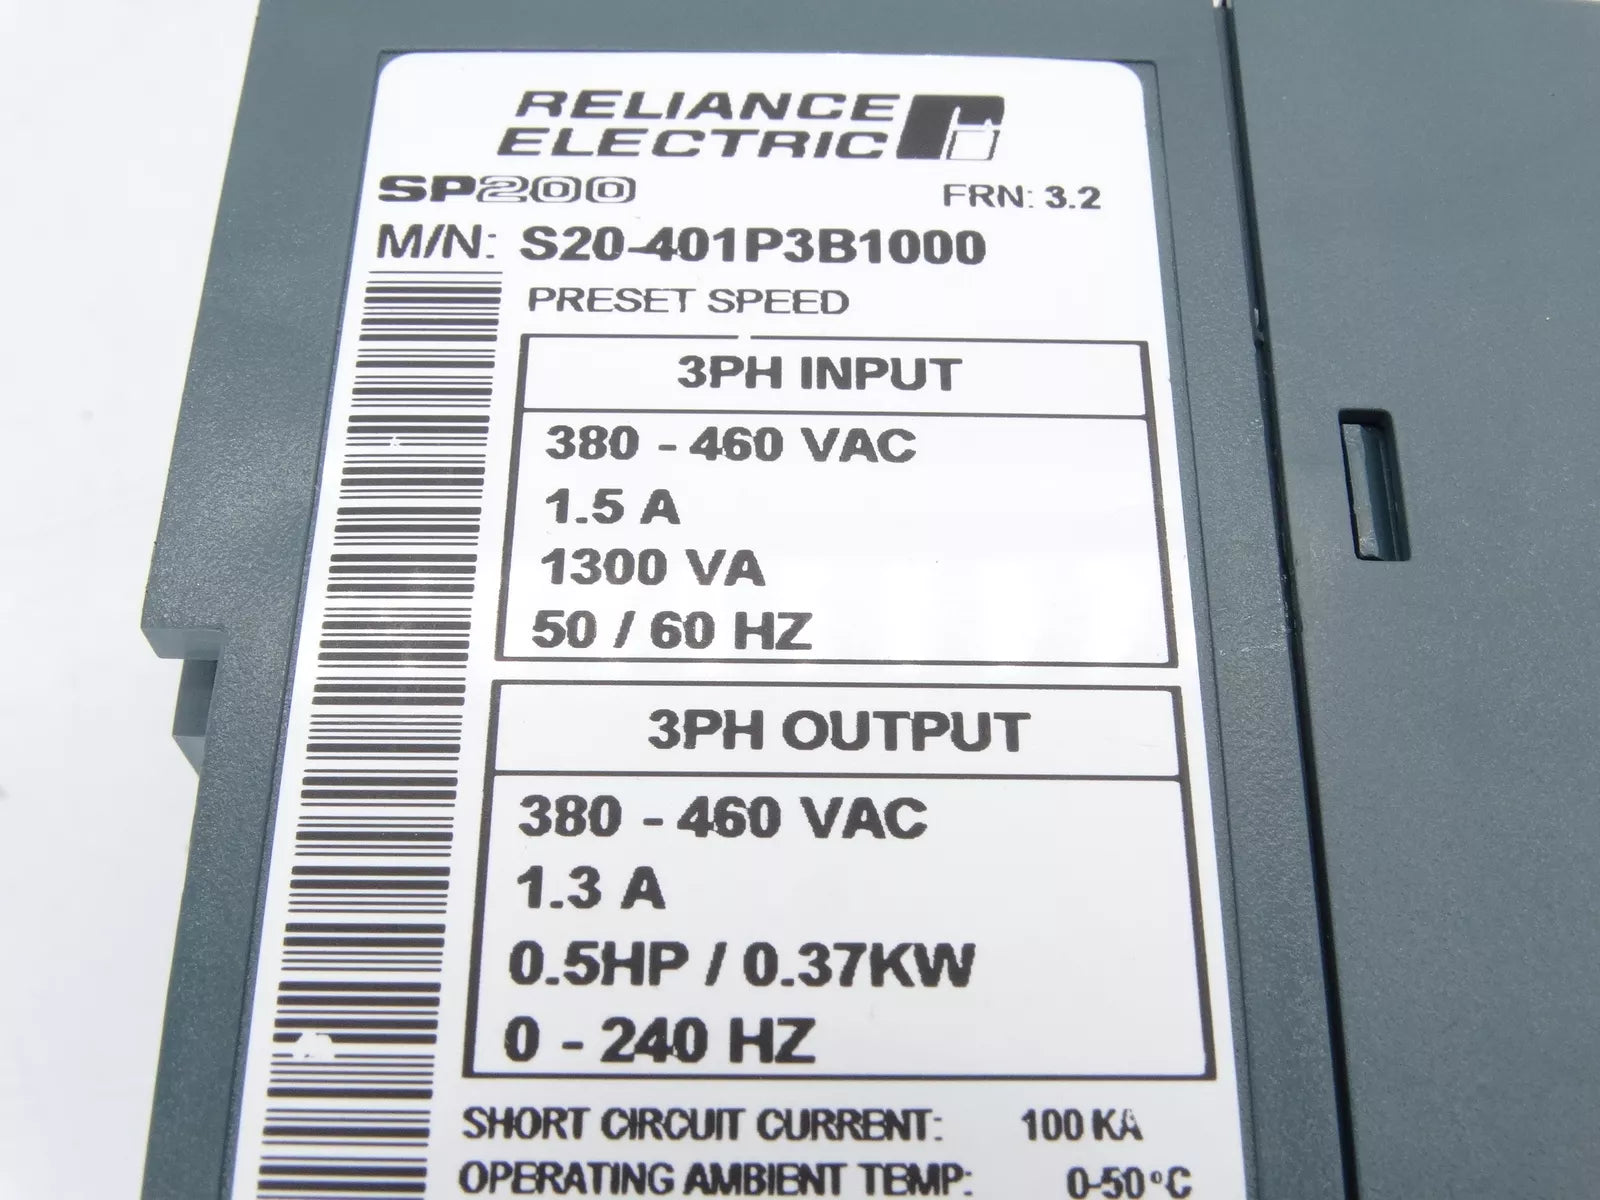 RELIANCE
ELECTRIC
SP200 FRN: 3.2
M/N: S20-401P3B1000
PRESET SPEED
3PH INPUT
380 - 460 VAC
1.5 A
1300 VA
50 / 60 HZ
3PH OUTPUT
380 - 460 VAC
1.3 A
0.5HP / 0.37KW
0 - 240 HZ
SHORT CIRCUIT CURRENT: 100 KA
OPERATING AMBIENT TEMP: 0-50°C